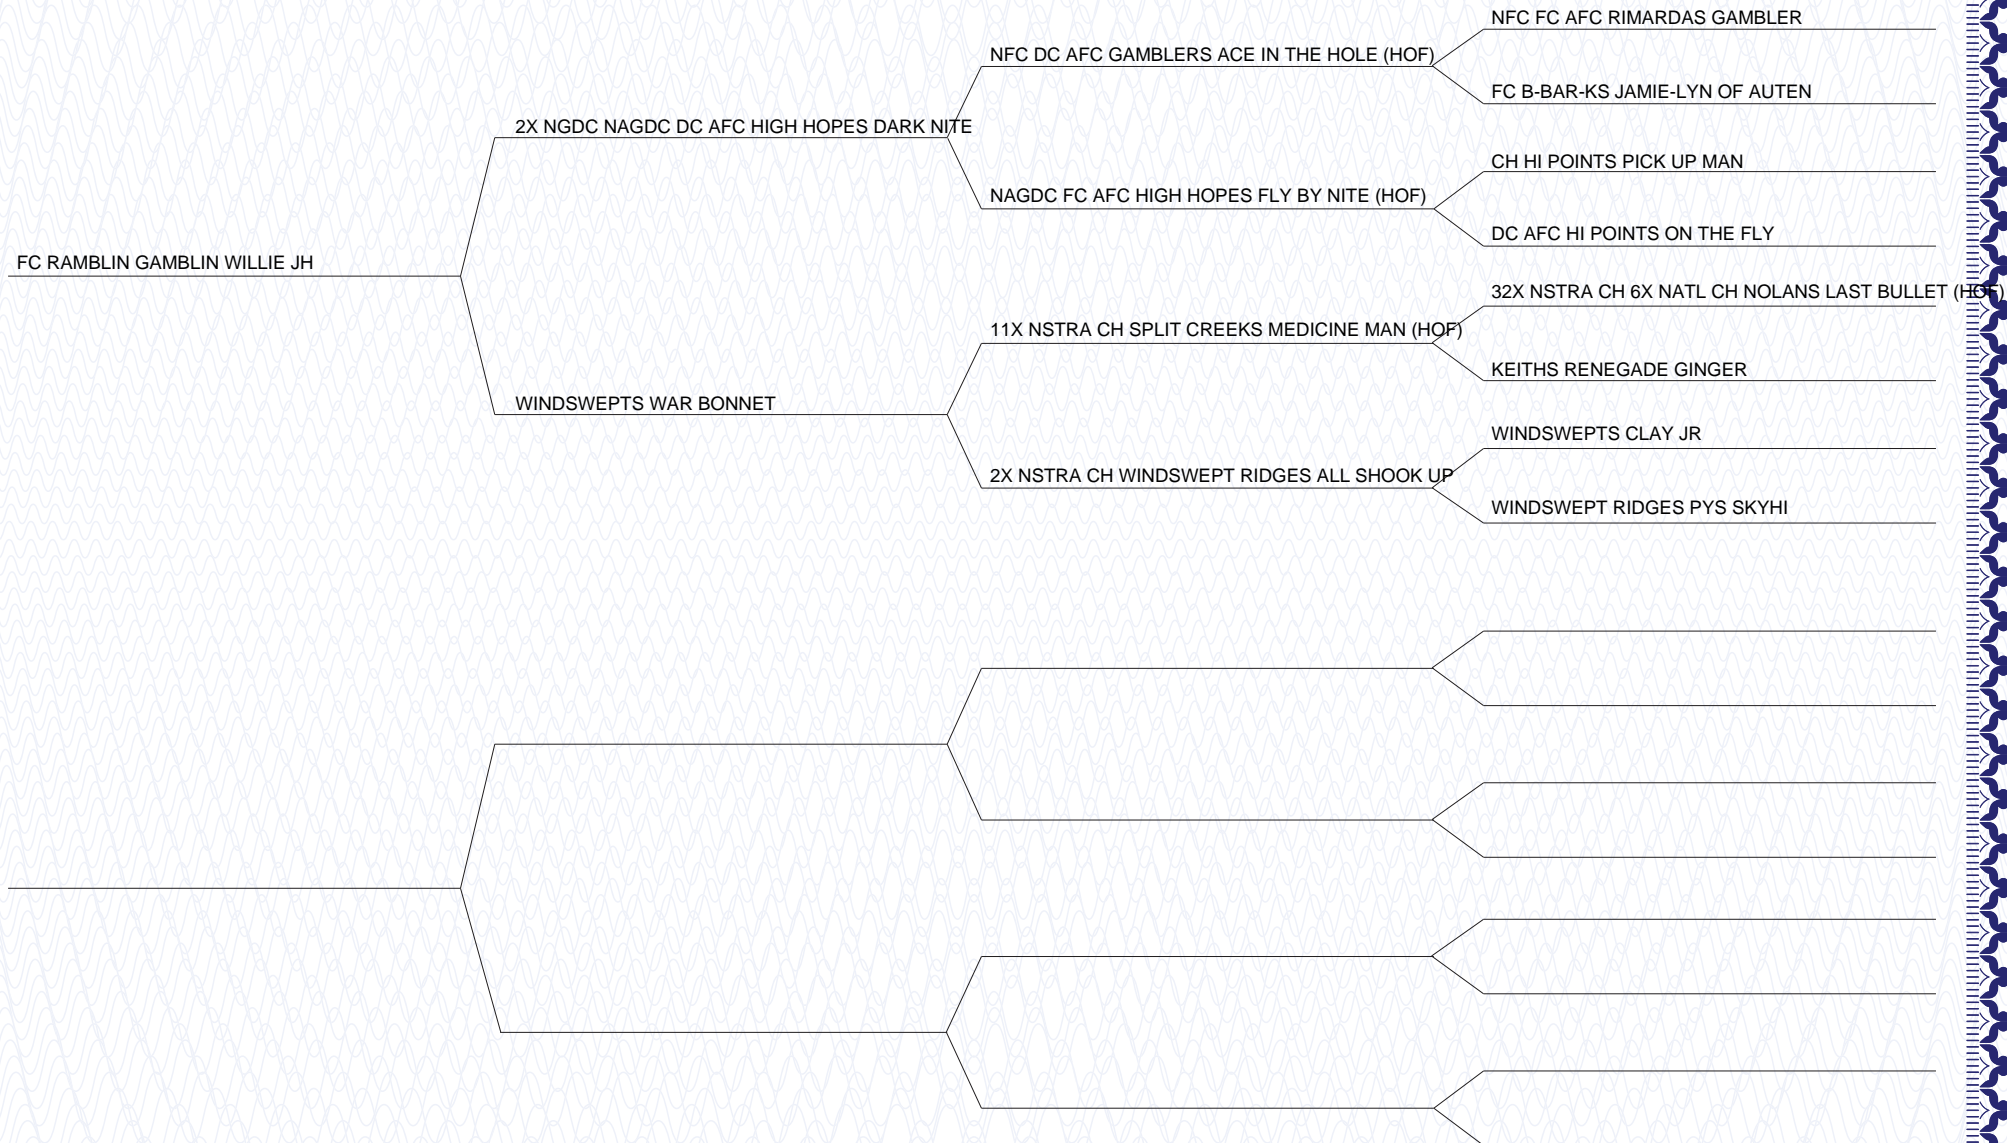 NFC FC AFC RIMARDAS GAMBLER
NFC DC AFC GAMBLERS ACE IN THE HOLE (HOF)
FC B-BAR-KS JAMIE-LYN OF AUTEN
2X NGDC NAGDC DC AFC HIGH HOPES DARK NITE
CH HI POINTS PICK UP MAN
NAGDC FC AFC HIGH HOPES FLY BY NITE (HOF)
DC AFC HI POINTS ON THE FLY
FC RAMBLIN GAMBLIN WILLIE JH
32X NSTRA CH 6X NATL CH NOLANS LAST BULLET (HOF)
11X NSTRA CH SPLIT CREEKS MEDICINE MAN (HOF)
KEITHS RENEGADE GINGER
WINDSWEPTS WAR BONNET
WINDSWEPTS CLAY JR
2X NSTRA CH WINDSWEPT RIDGES ALL SHOOK UP
WINDSWEPT RIDGES PYS SKYHI